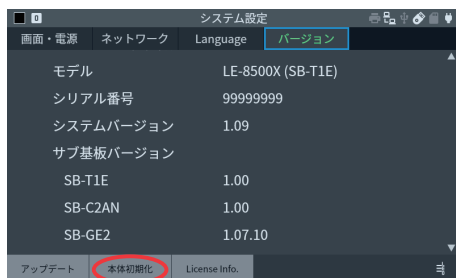 0 システム設定
画面・電源 ネットワーク Language バージョン
モデル LE-8500X (SB-T1E)
シリアル番号 99999999
システムバージョン 1.09
サブ基板バージョン
SB-T1E 1.00
SB-C2AN 1.00
SB-GE2 1.07.10
アップデート 本体初期化 License Info.